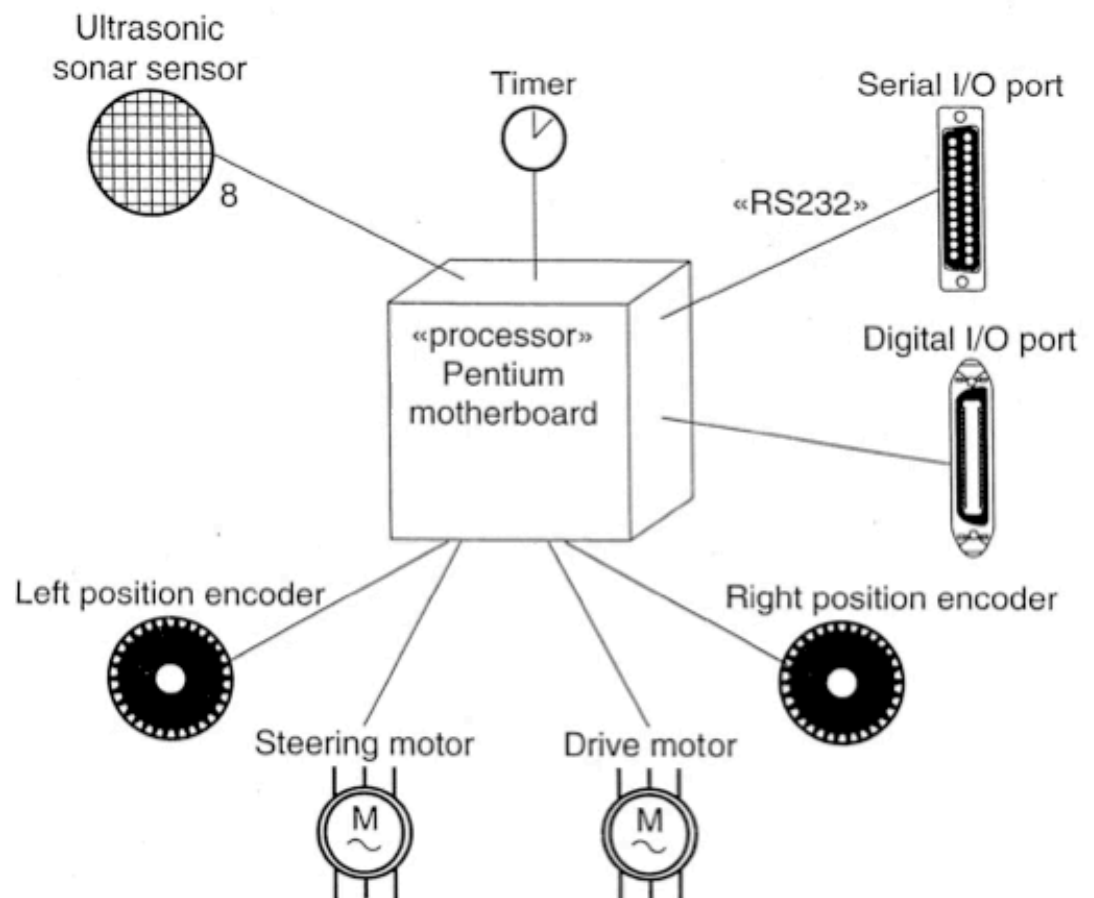 Ultrasonic
sonar sensor
Timer
Serial I/O port
8
«RS232»
«processor»
Pentium
motherboard
Digital I/O port
Left position encoder
Right position encoder
Steering motor
Drive motor
M
M